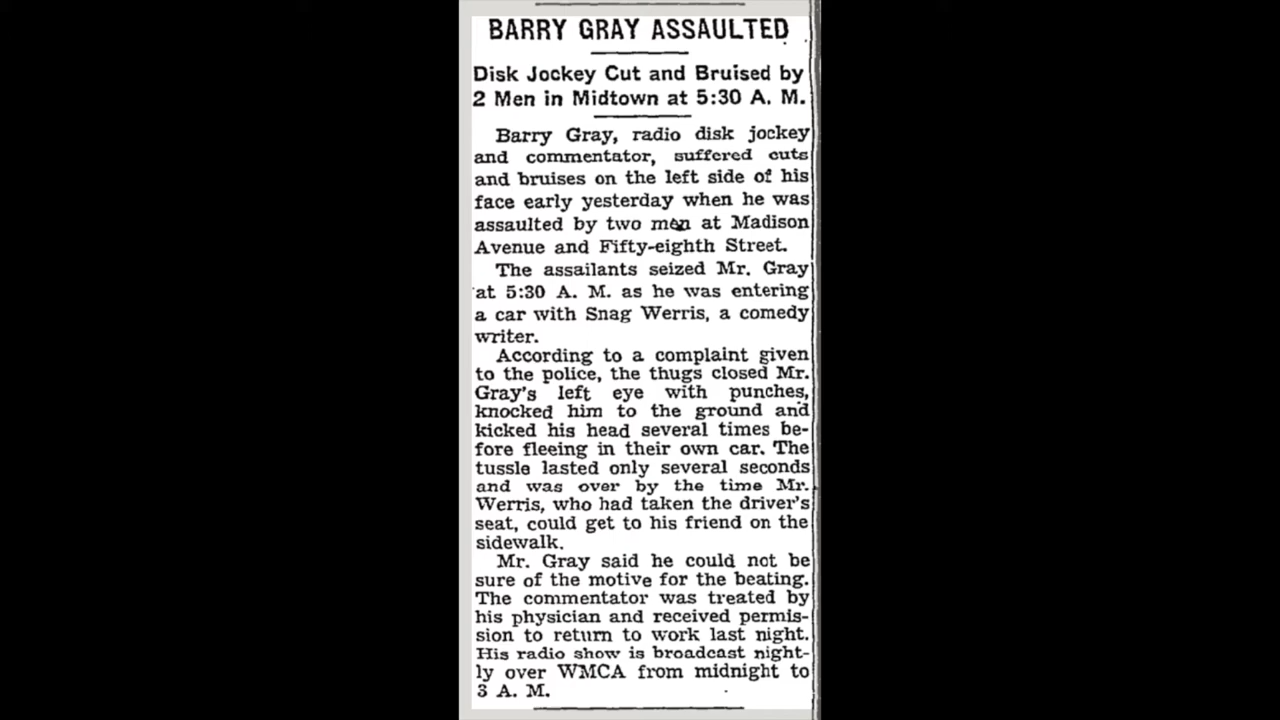 BARRY GRAY ASSAULTED
Disk Jockey Cut and Bruised by
2 Men in Midtown at 5:30 A. M.
Barry Gray, radio disk jockey
and commentator, suffered cuts
and bruises on the left side of his
face early yesterday when he was
assaulted by two men at Madison
Avenue and Fifty-eighth Street.
The assailants seized Mr. Gray
at 5:30 A. M. as he was entering
a car with Snag Werris, a comedy
writer.
According to a complaint given
to the police, the thugs closed Mr.
Gray's left eye with punches,
knocked him to the ground and
kicked his head several times be-
fore fleeing in their own car. The
tussle lasted only several seconds
and was over by the time Mr.
Werris, who had taken the driver's
seat, could get to his friend on the
sidewalk.
Mr. Gray said he could not be
sure of the motive for the beating.
The commentator was treated by
his physician and received permis-
sion to return to work last night.
His radio show is broadcast night-
ly over WMCA from midnight to
3 A. M.